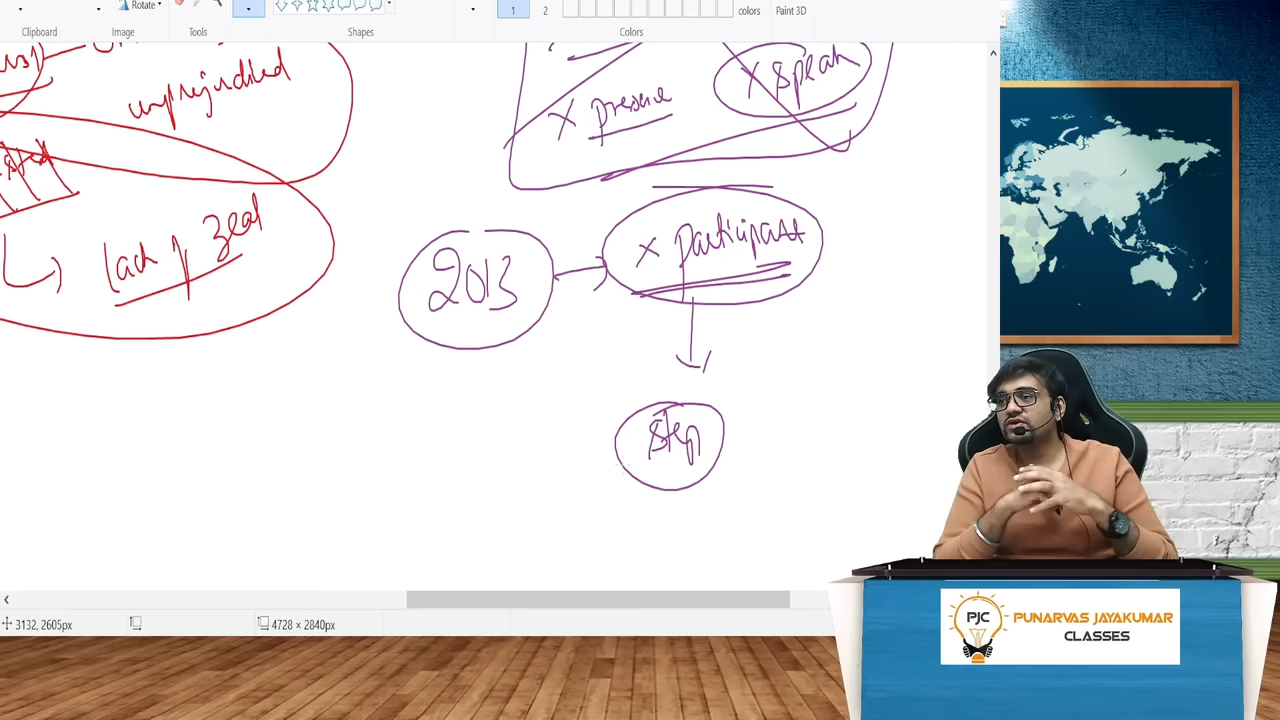 Rotate
1
2
colors
Paint 3D
Clipboard
Image
Tools
Shapes
Colors
unprejudiced
X speak
X presence
lack of zeal
2013
X participant
step
3132, 2605px
4728 × 2840px
PJC
PUNARVAS JAYAKUMAR
CLASSES